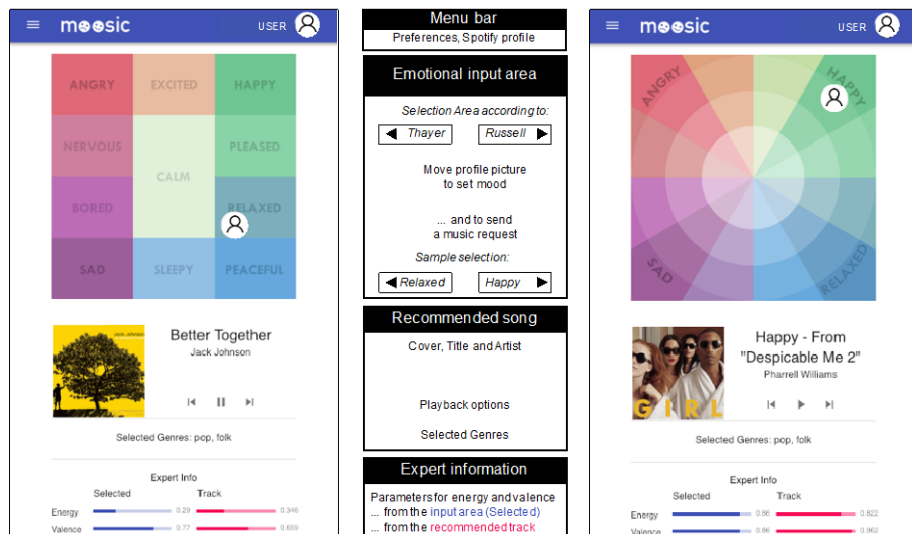 moosic
USER
ANGRY EXCITED HAPPY
NERVOUS PLEASED
CALM
BORED RELAXED
SAD SLEEPY PEACEFUL
Better Together
Jack Johnson
Selected Genres: pop, folk
Expert Info
Selected Track
Energy 0.29 0.346
Valence 0.77 0.659
Menu bar
Preferences, Spotify profile
Emotional input area
Selection Area according to:
Thayer Russell
Move profile picture
to set mood
... and to send
a music request
Sample selection:
Relaxed Happy
Recommended song
Cover, Title and Artist
Playback options
Selected Genres
Expert information
Parameters for energy and valence
... from the input area (Selected)
... from the recommended track
moosic
USER
ANGRY HAPPY
SAD RELAXED
GIRL
Happy - From
"Despicable Me 2"
Pharrell Williams
Selected Genres: pop, folk
Expert Info
Selected Track
Energy 0.86 0.822
Valence 0.86 0.962